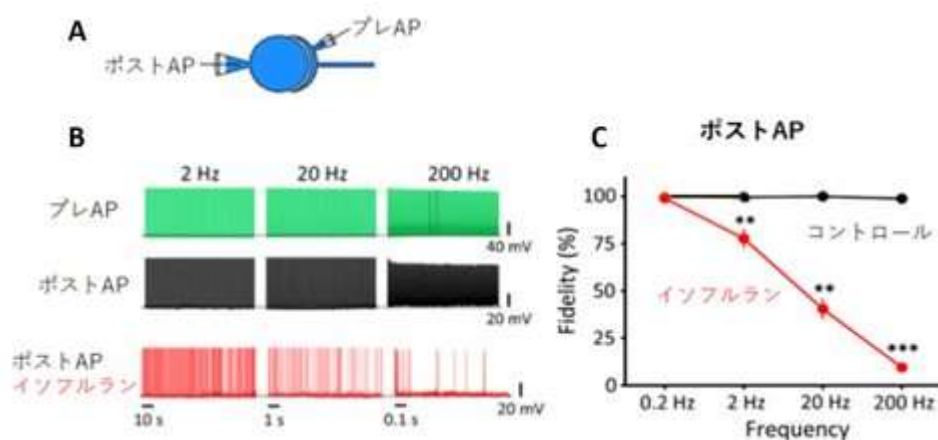 A
プレAP
ポストAP
B
2 Hz
20 Hz
200 Hz
プレAP
40 mV
ポストAP
20 mV
ポストAP
イソフルラン
10 s
1 s
0.1 s
20 mV
C
ポストAP
Fidelity (%)
100
75
50
25
0
**
**
***
コントロール
イソフルラン
0.2 Hz
2 Hz
20 Hz
200 Hz
Frequency